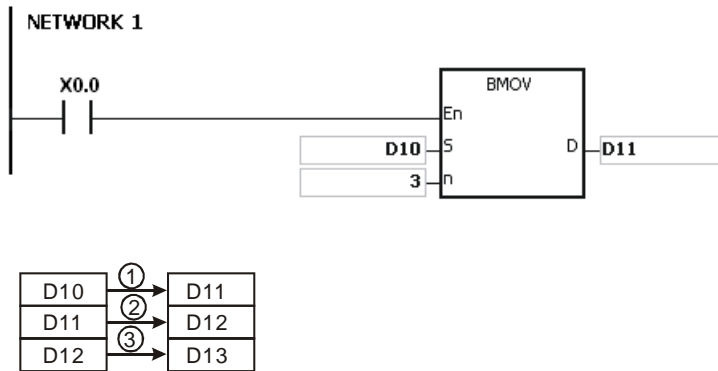 NETWORK 1
X0.0
BMOV
En
D10 S D D11
3 n
D10 ① D11
D11 ② D12
D12 ③ D13